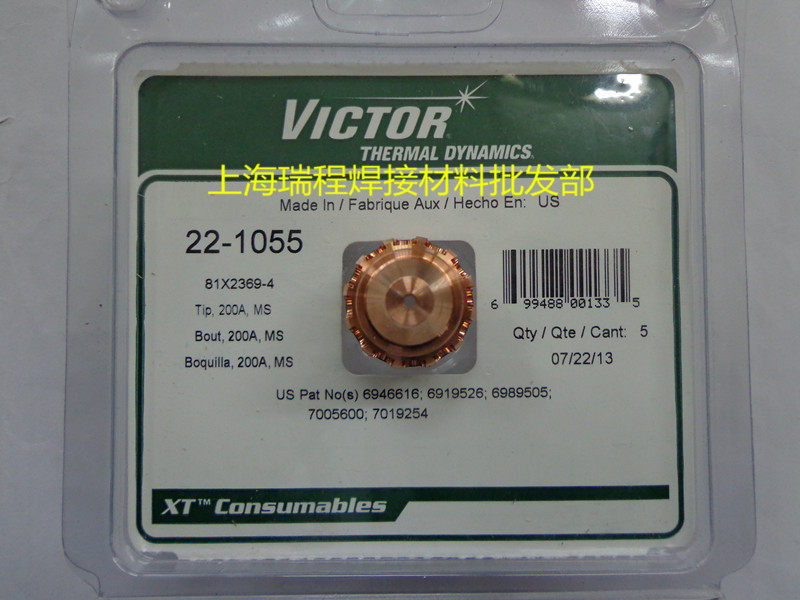 VICTOR
THERMAL DYNAMICS®
上海瑞程焊接材料批发部
Made In / Fabrique Aux / Hecho En: US
22-1055
81X2369-4
Tip, 200A, MS
Bout, 200A, MS
Boquilla, 200A, MS
6 99488 00133 5
Qty / Qte / Cant: 5
07/22/13
US Pat No(s) 6946616; 6919526; 6989505;
7005600; 7019254
XT™ Consumables